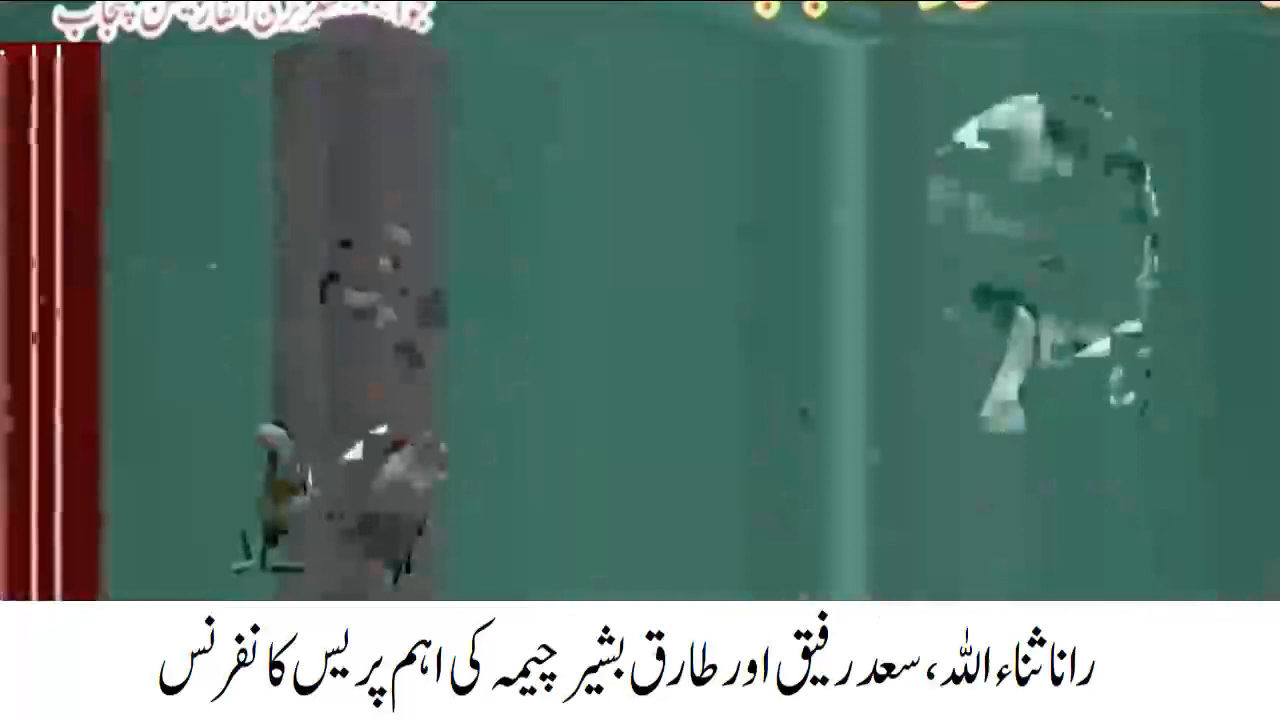 رانا ثناء اللہ، سعد رفیق اور طارق بشیر چیمہ کی اہم پریس کانفرنس